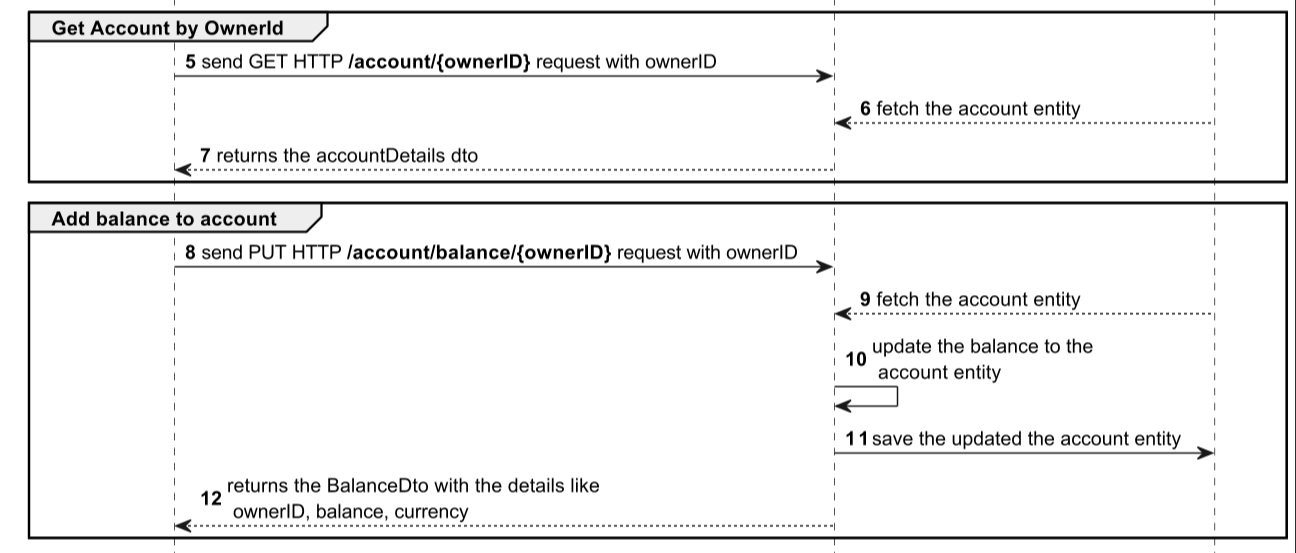 Get Account by OwnerId
5 send GET HTTP /account/{ownerID} request with ownerID
6 fetch the account entity
7 returns the accountDetails dto
Add balance to account
8 send PUT HTTP /account/balance/{ownerID} request with ownerID
9 fetch the account entity
10 update the balance to the
account entity
11 save the updated the account entity
12 returns the BalanceDto with the details like
ownerID, balance, currency